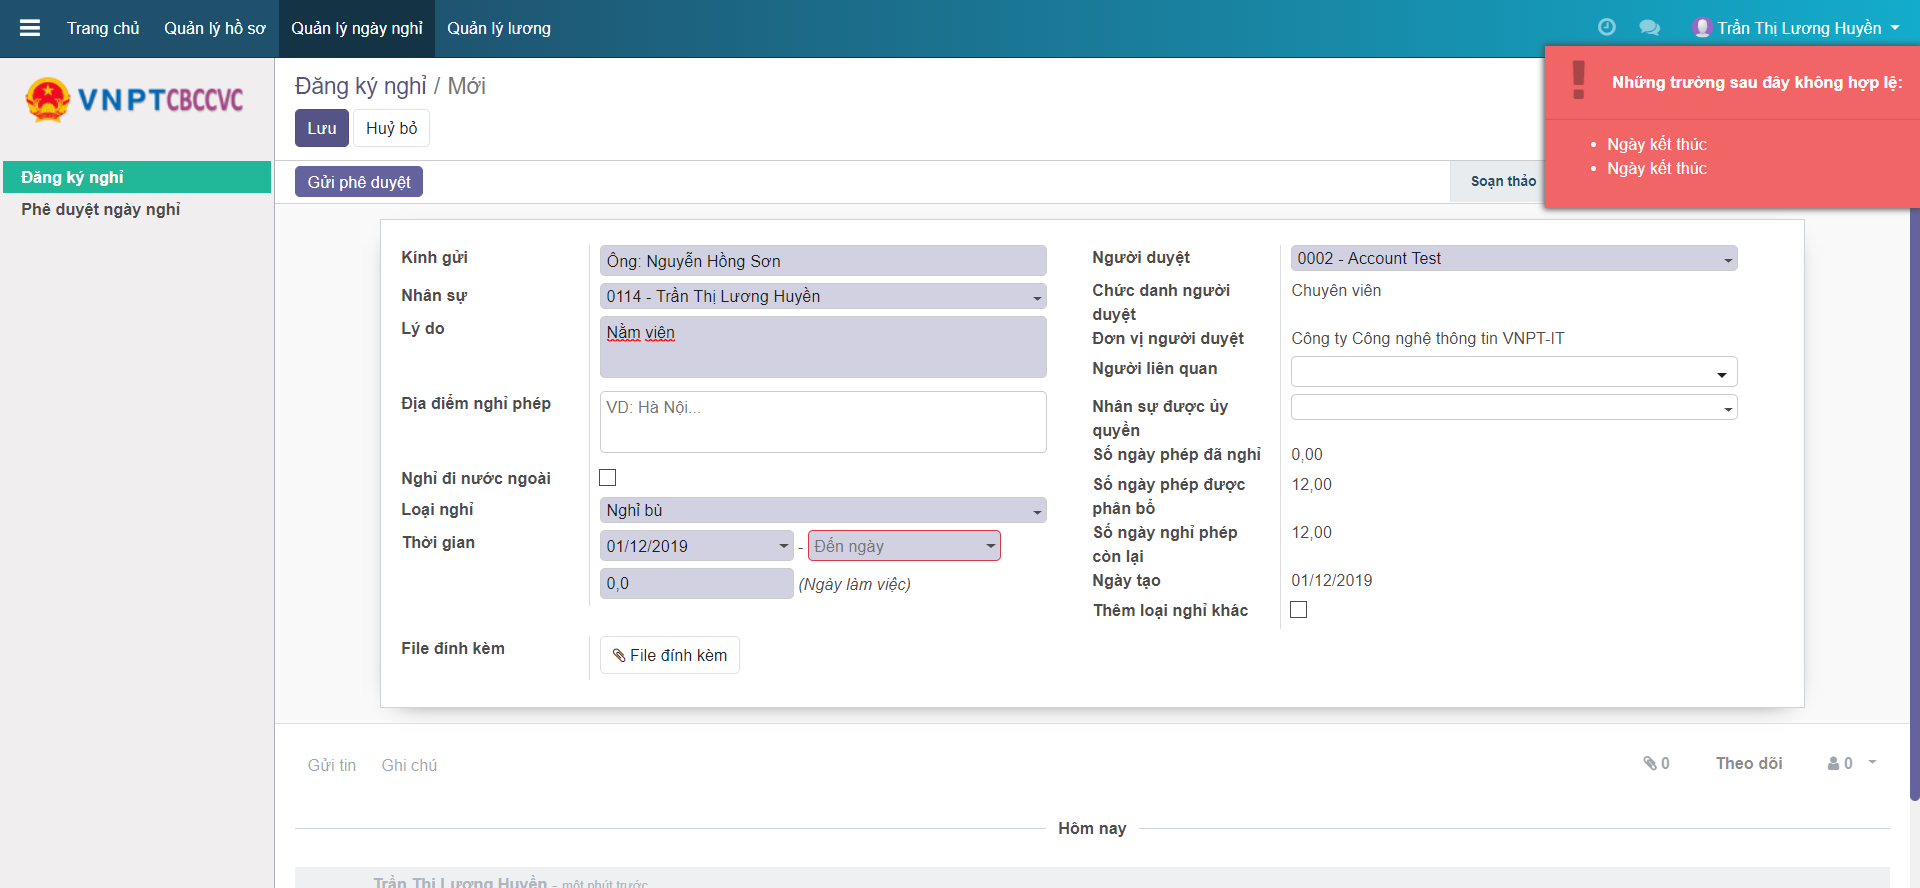 Trang chủ Quản lý hồ sơ Quản lý ngày nghỉ Quản lý lương Trần Thị Lương Huyền
VNPTCBCCVC
Đăng ký nghỉ
Phê duyệt ngày nghỉ
Đăng ký nghỉ / Mới
Lưu Huỷ bỏ
Gửi phê duyệt
Soạn thảo
Những trường sau đây không hợp lệ:
Ngày kết thúc
Ngày kết thúc
Kính gửi Ông: Nguyễn Hồng Sơn
Nhân sự 0114 - Trần Thị Lương Huyền
Lý do Nằm viên
Địa điểm nghỉ phép VD: Hà Nội...
Nghỉ đi nước ngoài
Loại nghỉ Nghỉ bù
Thời gian 01/12/2019 - Đến ngày
0,0 (Ngày làm việc)
File đính kèm File đính kèm
Người duyệt 0002 - Account Test
Chức danh người Chuyên viên
duyệt
Đơn vị người duyệt Công ty Công nghệ thông tin VNPT-IT
Người liên quan
Nhân sự được ủy
quyền
Số ngày phép đã nghỉ 0,00
Số ngày phép được 12,00
phân bổ
Số ngày nghỉ phép 12,00
còn lại
Ngày tạo 01/12/2019
Thêm loại nghỉ khác
Gửi tin Ghi chú 0 Theo dõi 0
Hôm nay
Trần Thị Lương Huyền - một phút trước